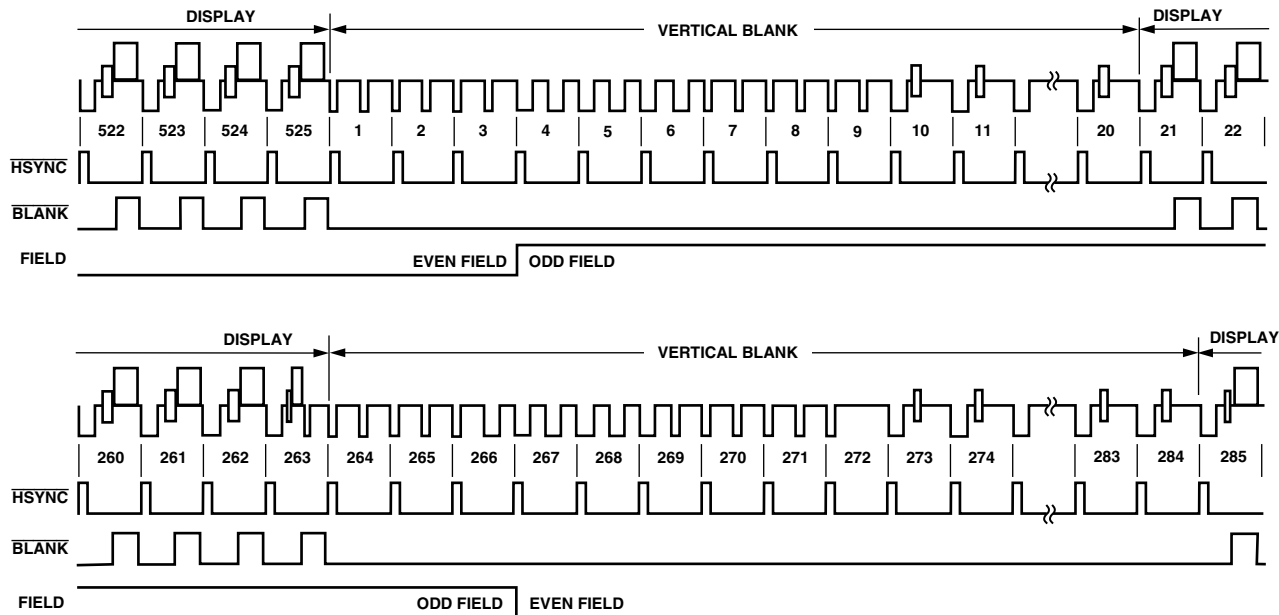 DISPLAY VERTICAL BLANK DISPLAY
522 523 524 525 1 2 3 4 5 6 7 8 9 10 11 20 21 22
HSYNC
BLANK
FIELD EVEN FIELD ODD FIELD
DISPLAY VERTICAL BLANK DISPLAY
260 261 262 263 264 265 266 267 268 269 270 271 272 273 274 283 284 285
HSYNC
BLANK
FIELD ODD FIELD EVEN FIELD